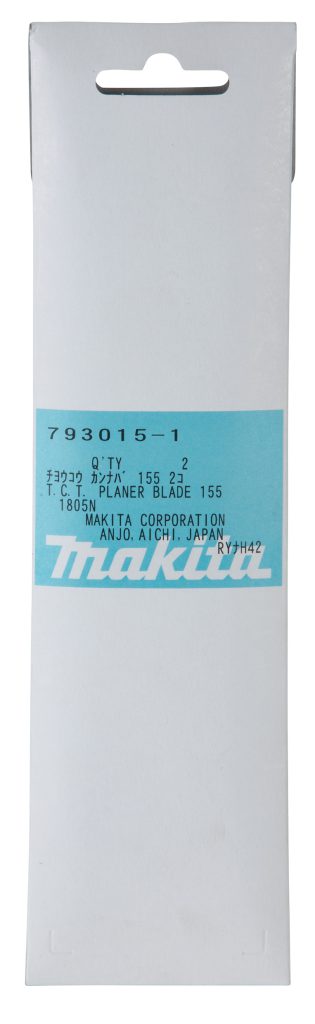 793015-1
Q'TY 2
チヨウコウ カンナバ 155 2コ
T.C.T. PLANER BLADE 155
1805N
MAKITA CORPORATION
ANJO, AICHI, JAPAN
RYナH42
makita